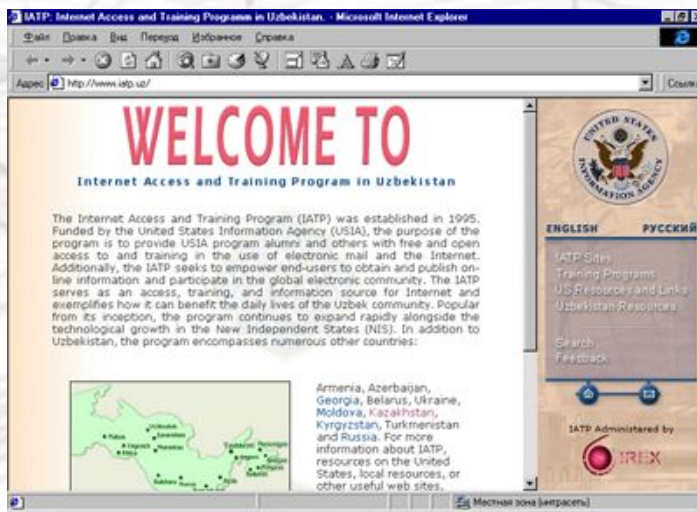 IATP: Internet Access and Training Programm in Uzbekistan. - Microsoft Internet Explorer
Файл Правка Вид Переход Избранное Справка
Адрес http://www.iatp.uz/ Ссылки
WELCOME TO
Internet Access and Training Program in Uzbekistan
The Internet Access and Training Program (IATP) was established in 1995.
Funded by the United States Information Agency (USIA), the purpose of the
program is to provide USIA program alumni and others with free and open
access to and training in the use of electronic mail and the Internet.
Additionally, the IATP seeks to empower end-users to obtain and publish on-
line information and participate in the global electronic community. The IATP
serves as an access, training, and information source for Internet and
exemplifies how it can benefit the daily lives of the Uzbek community. Popular
from its inception, the program continues to expand rapidly alongside the
technological growth in the New Independent States (NIS). In addition to
Uzbekistan, the program encompasses numerous other countries:
Armenia, Azerbaijan,
Georgia, Belarus, Ukraine,
Moldova, Kazakhstan,
Kyrgyzstan, Turkmenistan
and Russia. For more
information about IATP,
resources on the United
States, local resources, or
other useful web sites,
UNITED STATES
INFORMATION AGENCY
ENGLISH РУССКИЙ
IATP Sites
Training Programs
US Resources and Links
Uzbekistan Resources
Search
Feedback
IATP Administered by
IREX
Местная зона (интрасеть)